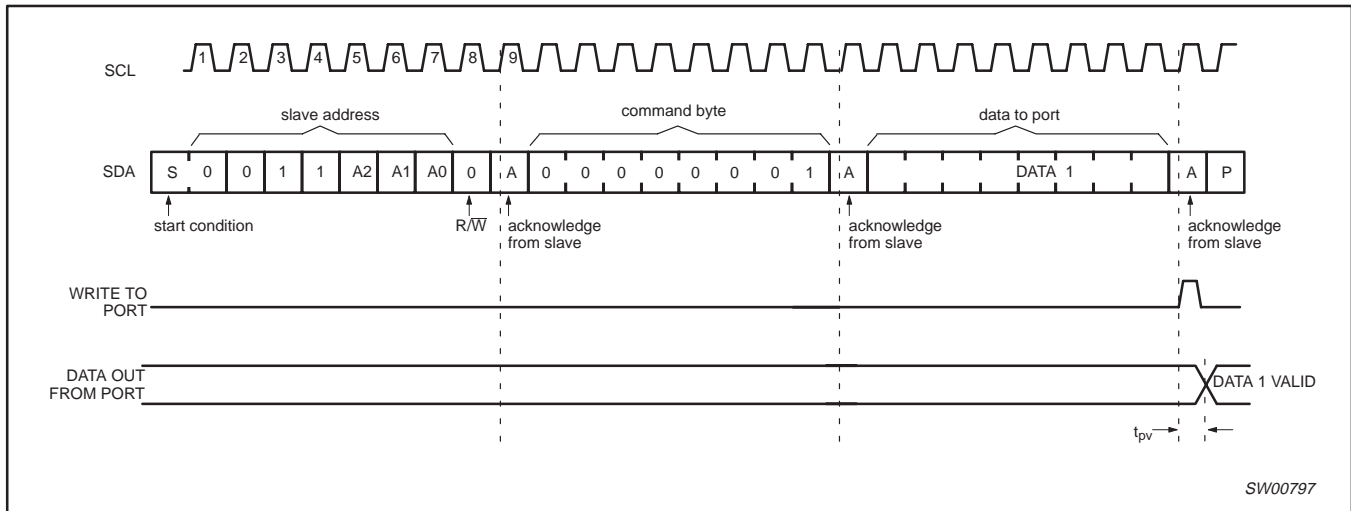 SCL 1 2 3 4 5 6 7 8 9
slave address command byte data to port
SDA S 0 0 1 1 A2 A1 A0 0 A 0 0 0 0 0 0 0 1 A DATA 1 A P
start condition R/W̅ acknowledge from slave acknowledge from slave acknowledge from slave
WRITE TO
PORT
DATA OUT
FROM PORT
DATA 1 VALID
tpv
SW00797